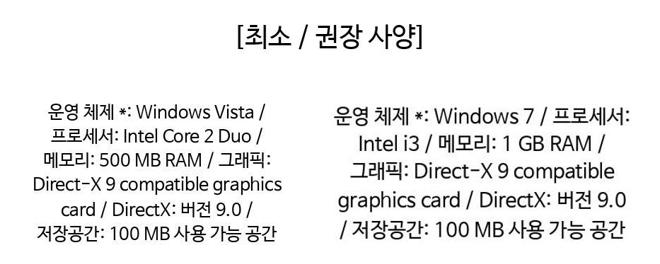 [최소 / 권장 사양]
운영 체제 *: Windows Vista /
프로세서: Intel Core 2 Duo /
메모리: 500 MB RAM / 그래픽:
Direct-X 9 compatible graphics
card / DirectX: 버전 9.0 /
저장공간: 100 MB 사용 가능 공간
운영 체제 *: Windows 7 / 프로세서:
Intel i3 / 메모리: 1 GB RAM /
그래픽: Direct-X 9 compatible
graphics card / DirectX: 버전 9.0
/ 저장공간: 100 MB 사용 가능 공간